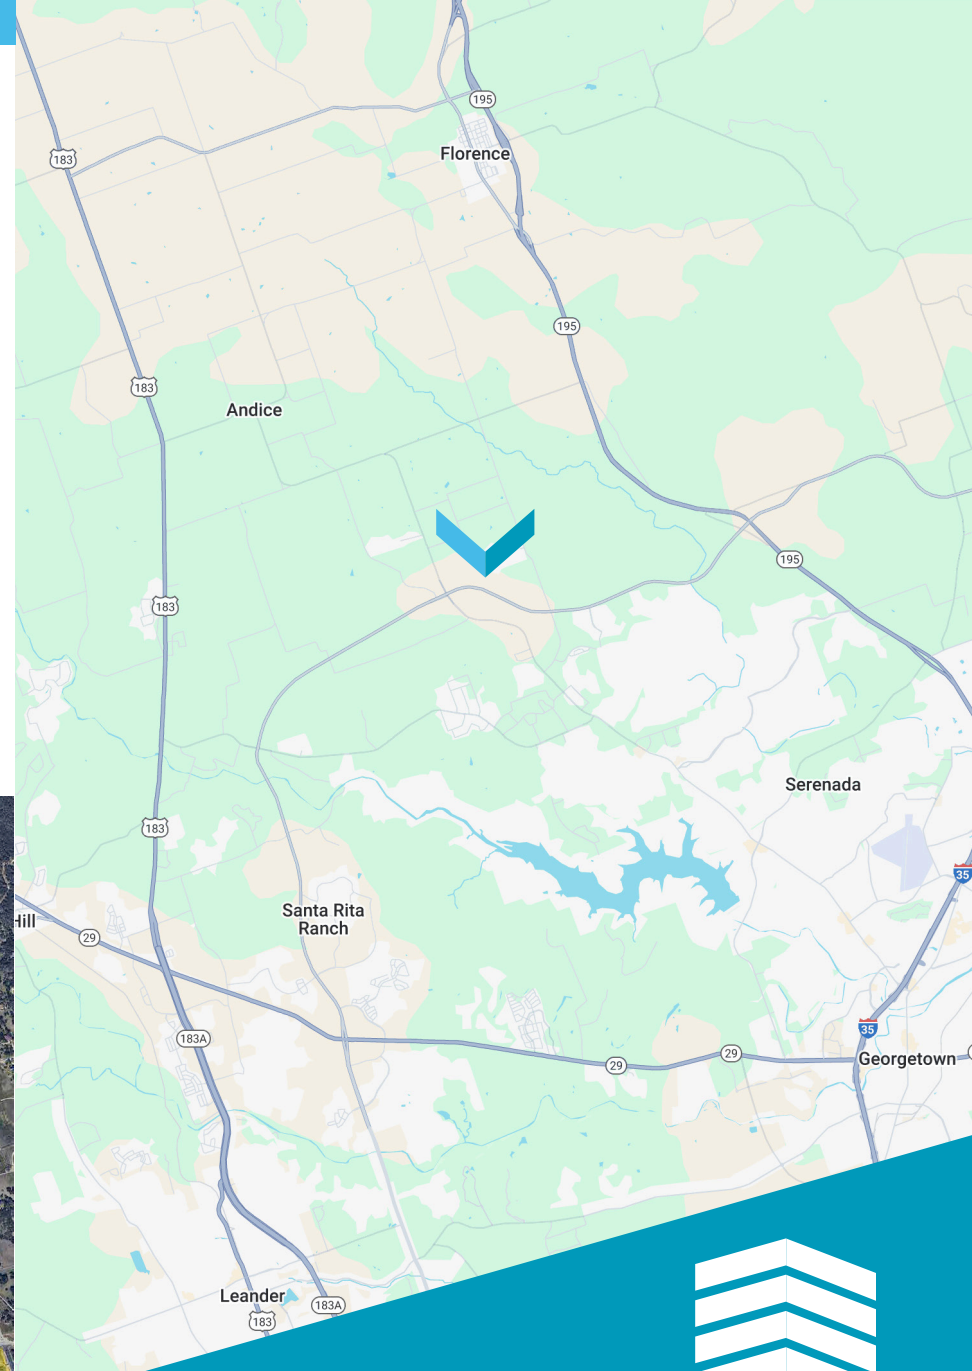 195
Florence
183
195
183
Andice
195
183
Serenada
183
35
Santa Rita
Ranch
Hill
29
35
183A
29
29
Georgetown
Leander
183A
183